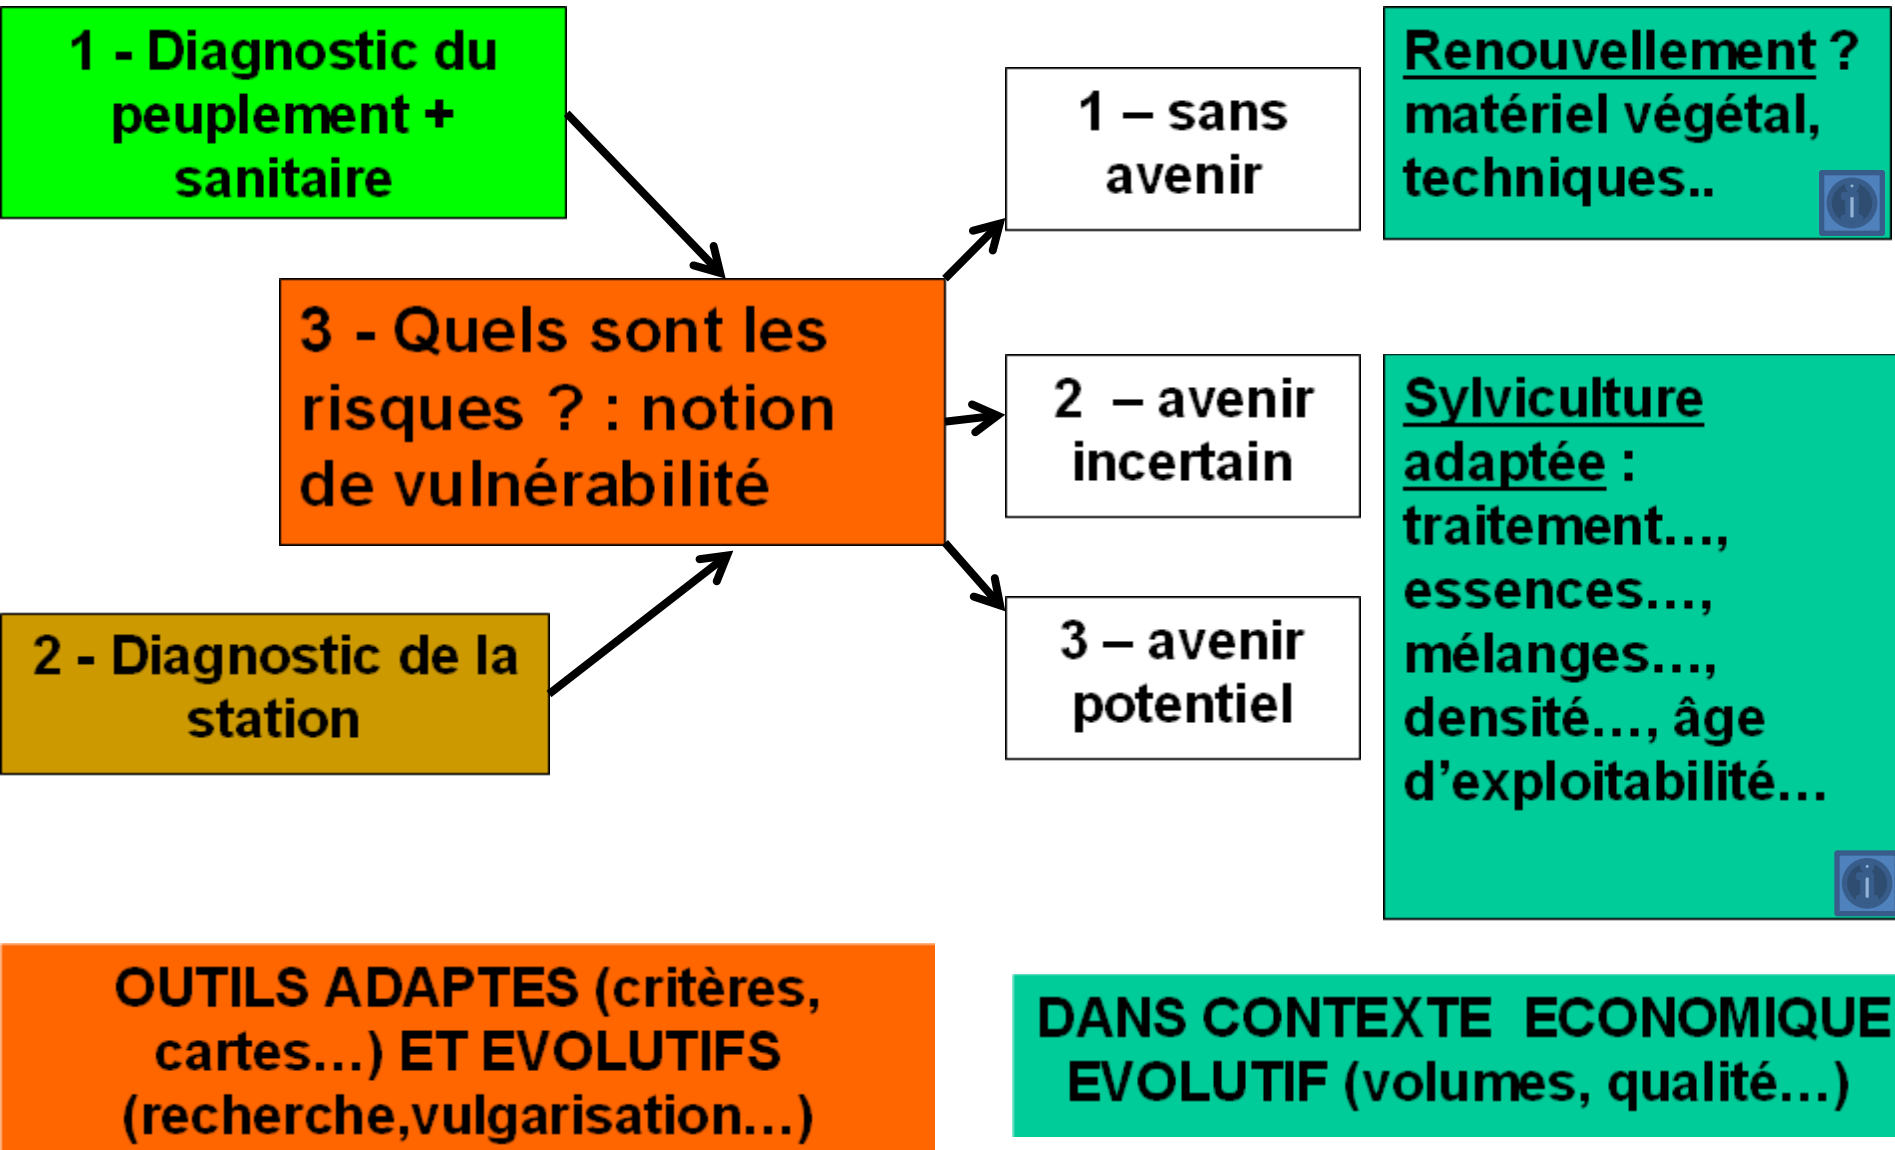 1 - Diagnostic du
peuplement +
sanitaire
2 - Diagnostic de la
station
3 - Quels sont les
risques ? : notion
de vulnérabilité
1 – sans
avenir
2 – avenir
incertain
3 – avenir
potentiel
Renouvellement ?
matériel végétal,
techniques..
i
Sylviculture
adaptée :
traitement…,
essences…,
mélanges…,
densité…, âge
d’exploitabilité…
i
OUTILS ADAPTES (critères,
cartes…) ET EVOLUTIFS
(recherche,vulgarisation…)
DANS CONTEXTE ECONOMIQUE
EVOLUTIF (volumes, qualité…)